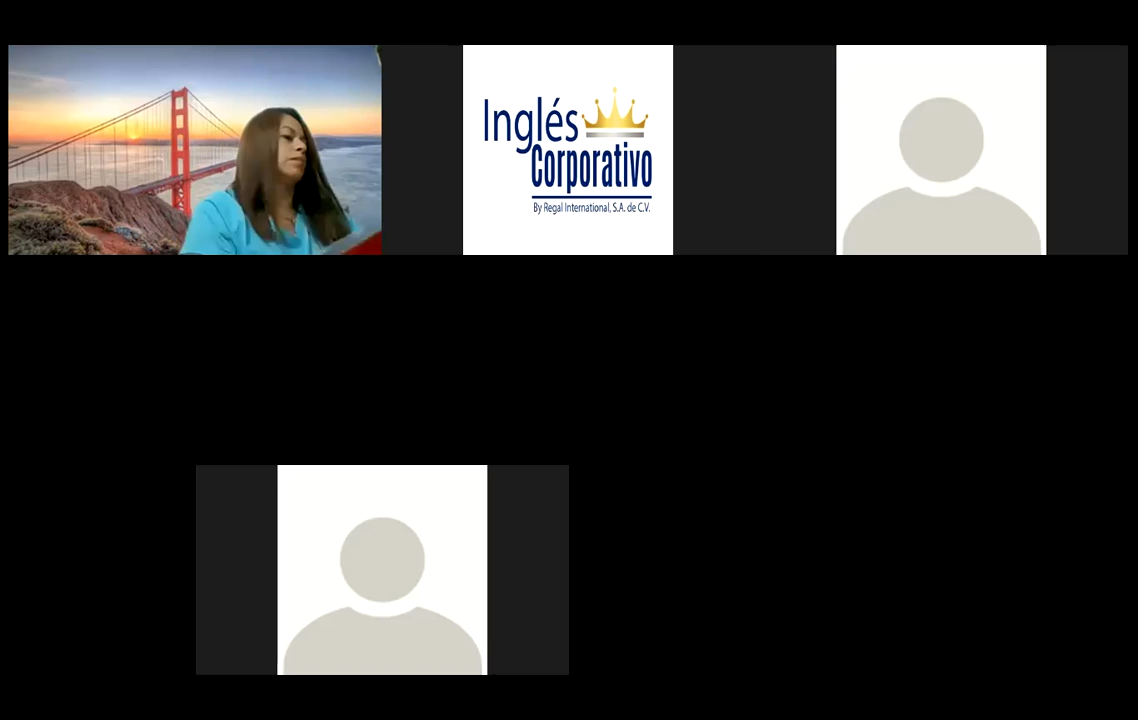 Inglés
Corporativo
By Regal International, S.A. de C.V.